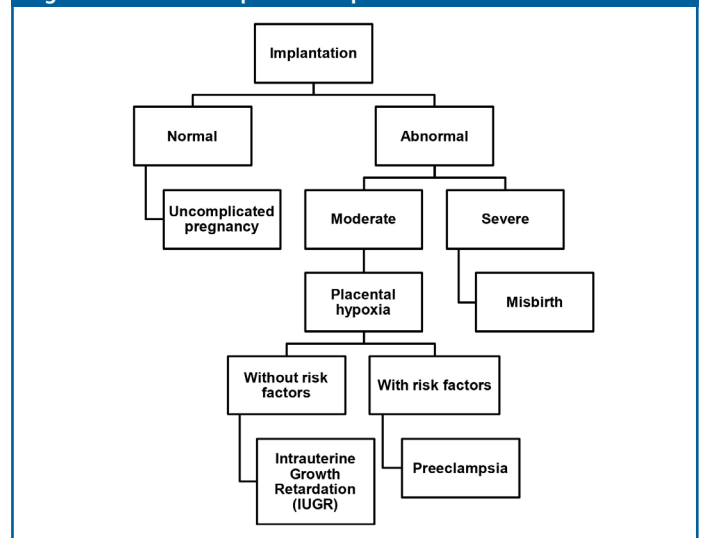 Implantation
Normal
Abnormal
Uncomplicated
pregnancy
Moderate
Severe
Placental
hypoxia
Misbirth
Without risk
factors
With risk factors
Intrauterine
Growth
Retardation
(IUGR)
Preeclampsia